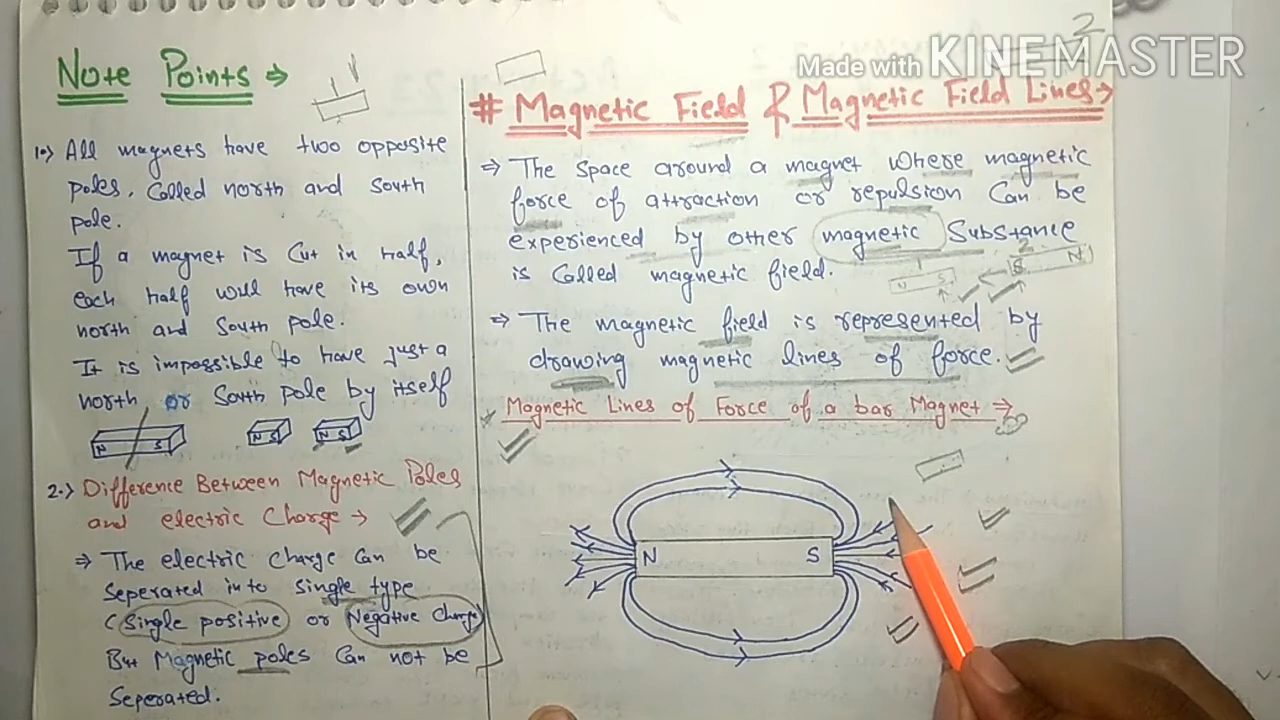 Made with KINEMASTER
2
Note Points ⇒
1.) All magnets have two opposite
poles, Called north and south
pole.
If a magnet is Cut in half,
each half will have its own
north and South pole.
It is impossible to have just a
north or South pole by itself
N S N S N S
2.) Difference Between Magnetic Poles
and electric Charge →
⇒ The electric Charge Can be
Seperated into single type
(Single positive) or Negative Charge
But Magnetic poles Can not be
Seperated.
# Magnetic Field & Magnetic Field Lines →
⇒ The Space around a magnet where magnetic
force of attraction or repulsion Can be
experienced by other magnetic Substance
is Called magnetic field.
1 2
N S S N
⇒ The magnetic field is represented by
drawing magnetic lines of force.
* Magnetic Lines of Force of a bar Magnet ⇒
N S